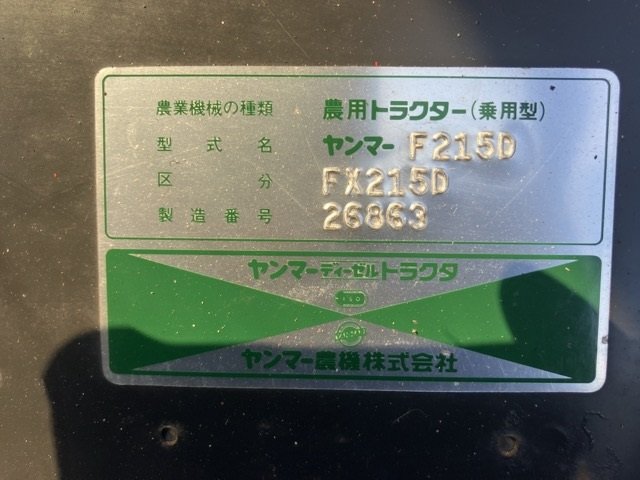 農業機械の種類 農用トラクター(乗用型)
型式名 ヤンマー F215D
区分 FX215D
製造番号 26863
ヤンマーディーゼルトラクタ
ヤンマー農機株式会社